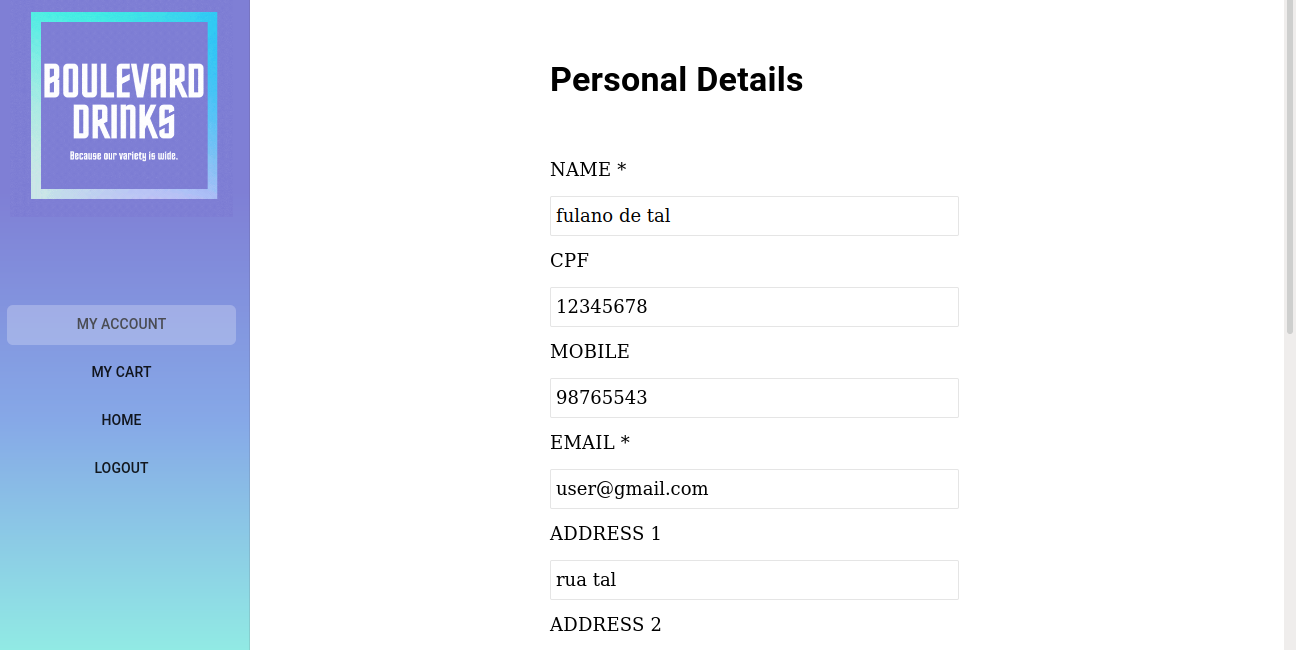 BOULEVARD
DRINKS
Because our variety is wide.
MY ACCOUNT
MY CART
HOME
LOGOUT
Personal Details
NAME *
fulano de tal
CPF
12345678
MOBILE
98765543
EMAIL *
user@gmail.com
ADDRESS 1
rua tal
ADDRESS 2